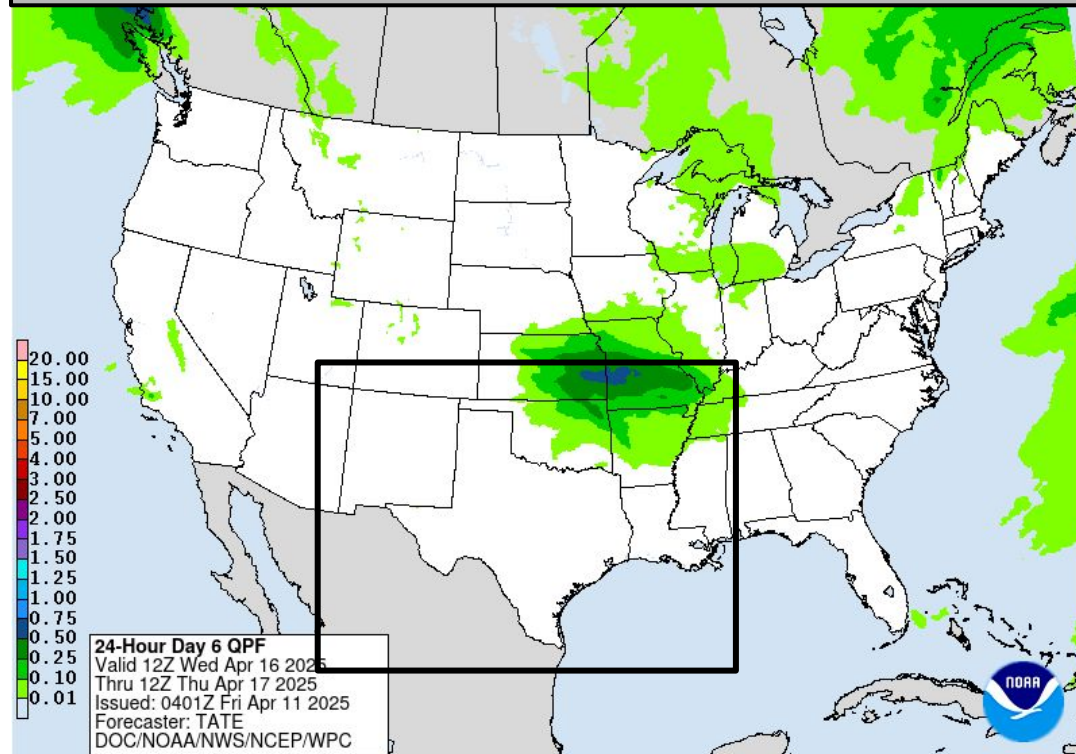 20.00
15.00
10.00
7.00
5.00
4.00
3.00
2.50
2.00
1.75
1.50
1.25
1.00
0.75
0.50
0.25
0.10
0.01
24-Hour Day 6 QPF
Valid 12Z Wed Apr 16 2025
Thru 12Z Thu Apr 17 2025
Issued: 0401Z Fri Apr 11 2025
Forecaster: TATE
DOC/NOAA/NWS/NCEP/WPC
NOAA